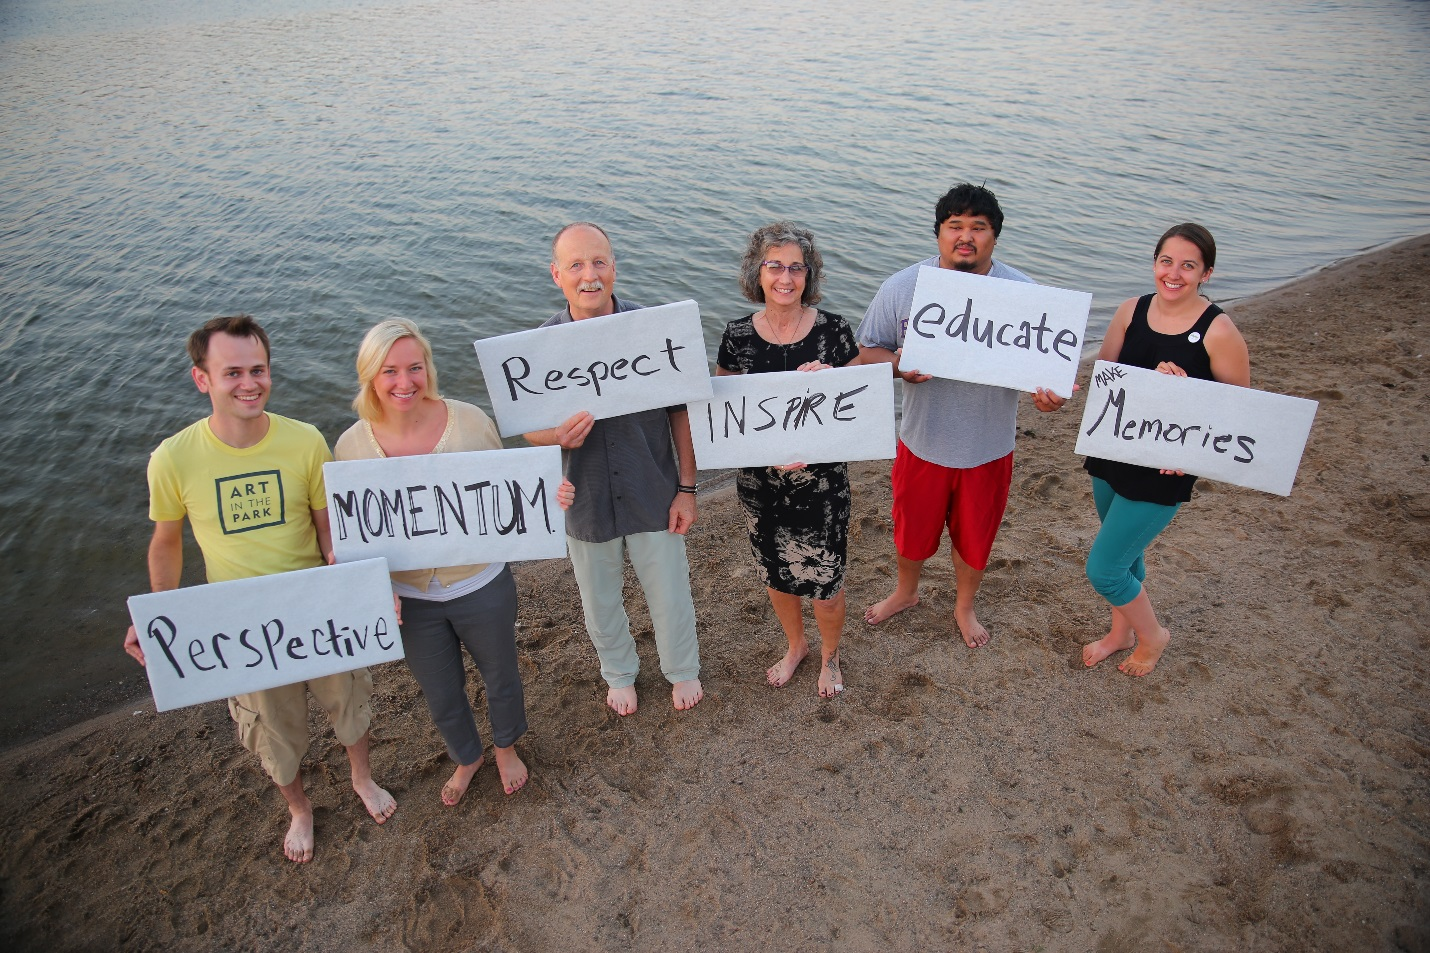 ART
IN THE
PARK
Perspective
MOMENTUM.
Respect
INSPIRE
educate
MAKE
Memories